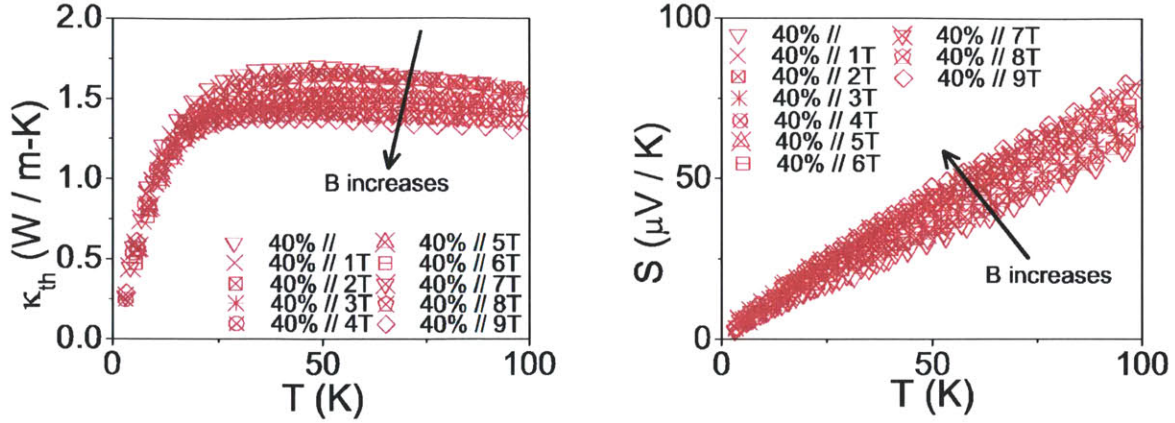 2.0
1.5
1.0
0.5
0.0
κth (W / m-K)
B increases
40% //
40% // 1T
40% // 2T
40% // 3T
40% // 4T
40% // 5T
40% // 6T
40% // 7T
40% // 8T
40% // 9T
0 50 100
T (K)
100
50
0
S (μV / K)
40% //
40% // 1T
40% // 2T
40% // 3T
40% // 4T
40% // 5T
40% // 6T
40% // 7T
40% // 8T
40% // 9T
B increases
0 50 100
T (K)